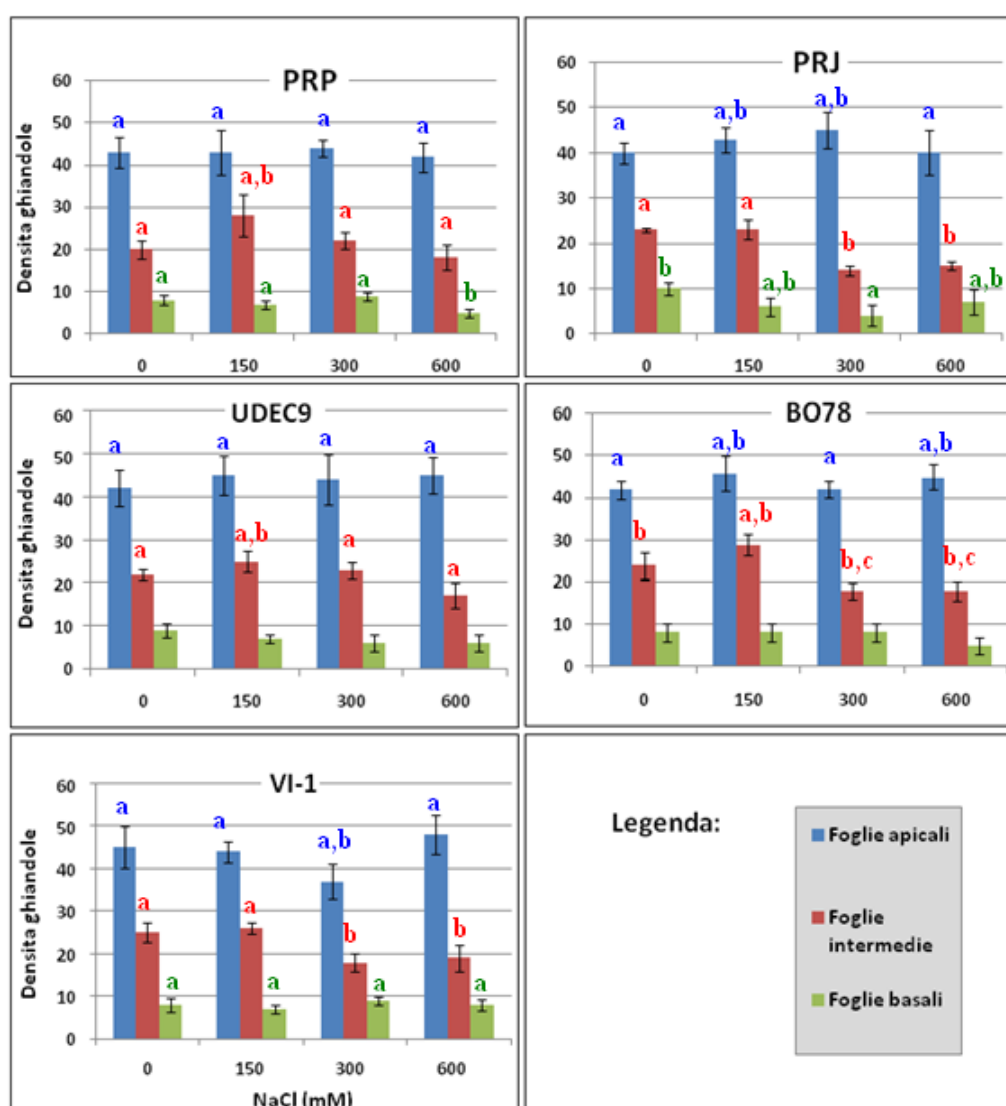 PRP
Densita ghiandole
60
50
40
30
20
10
0
a
a
a
a
a
a,b
a
a
a
a
a
b
0 150 300 600
PRJ
60
50
40
30
20
10
0
a
a,b
a,b
a
a
a
b
b
b
a,b
a
a,b
0 150 300 600
UDEC9
Densita ghiandole
60
50
40
30
20
10
0
a
a
a
a
a
a,b
a
a
0 150 300 600
BO78
60
50
40
30
20
10
0
a
a,b
a
a,b
b
a,b
b,c
b,c
0 150 300 600
VI-1
Densita ghiandole
60
50
40
30
20
10
0
a
a
a,b
a
a
a
b
b
a
a
a
a
0 150 300 600
NaCl (mM)
Legenda:
Foglie apicali
Foglie
intermedie
Foglie basali